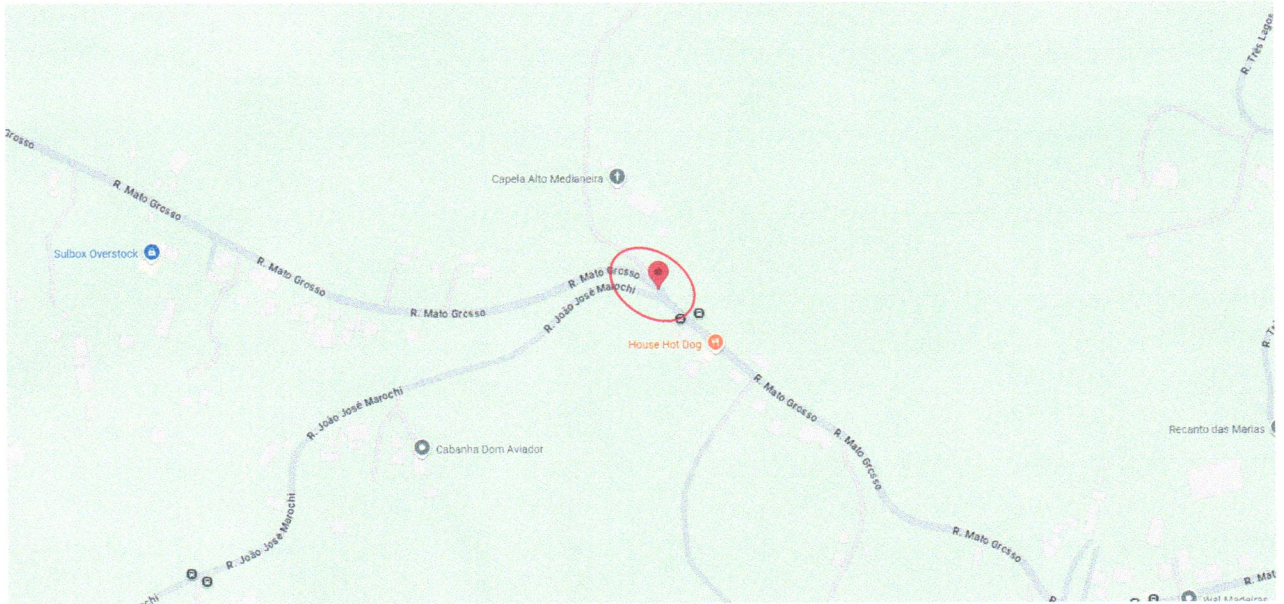 R. Três Lagos
Grosso
R. Mato Grosso
Capela Alto Medianeira
Sulbox Overstock
R. Mato Grosso
R. Mato Grosso
R. João José Marochi
R. Mato Grosso
House Hot Dog
R. Mato Grosso
R. João José Marochi
R. Mato Grosso
Recanto das Marias
Cabanha Dom Aviador
R. João José Marochi
R. Mato Grosso
R. Mat
Wal Madeiras